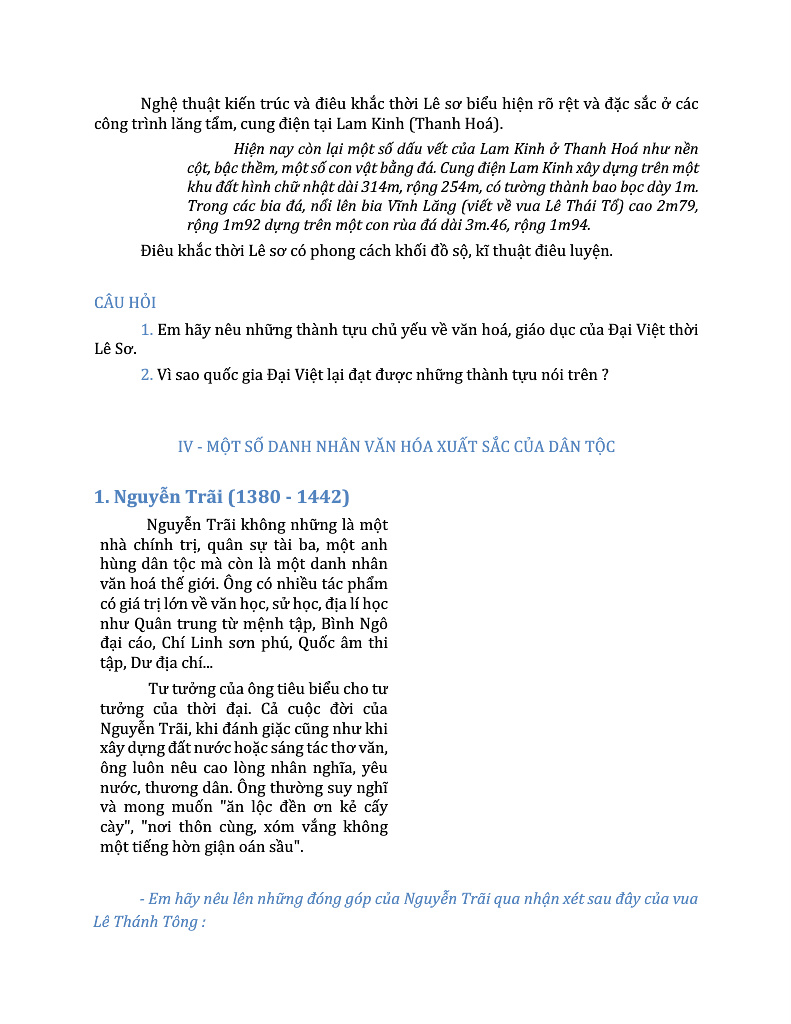 Nghệ thuật kiến trúc và điêu khắc thời Lê sơ biểu hiện rõ rệt và đặc sắc ở các
công trình lăng tẩm, cung điện tại Lam Kinh (Thanh Hoá).
Hiện nay còn lại một số dấu vết của Lam Kinh ở Thanh Hoá như nền
cột, bậc thềm, một số con vật bằng đá. Cung điện Lam Kinh xây dựng trên một
khu đất hình chữ nhật dài 314m, rộng 254m, có tường thành bao bọc dày 1m.
Trong các bia đá, nổi lên bia Vĩnh Lăng (viết về vua Lê Thái Tổ) cao 2m79,
rộng 1m92 dựng trên một con rùa đá dài 3m.46, rộng 1m94.
Điêu khắc thời Lê sơ có phong cách khối đồ sộ, kĩ thuật điêu luyện.
CÂU HỎI
1. Em hãy nêu những thành tựu chủ yếu về văn hoá, giáo dục của Đại Việt thời
Lê Sơ.
2. Vì sao quốc gia Đại Việt lại đạt được những thành tựu nói trên ?
IV - MỘT SỐ DANH NHÂN VĂN HÓA XUẤT SẮC CỦA DÂN TỘC
1. Nguyễn Trãi (1380 - 1442)
Nguyễn Trãi không những là một
nhà chính trị, quân sự tài ba, một anh
hùng dân tộc mà còn là một danh nhân
văn hoá thế giới. Ông có nhiều tác phẩm
có giá trị lớn về văn học, sử học, địa lí học
như Quân trung từ mệnh tập, Bình Ngô
đại cáo, Chí Linh sơn phú, Quốc âm thi
tập, Dư địa chí...
Tư tưởng của ông tiêu biểu cho tư
tưởng của thời đại. Cả cuộc đời của
Nguyễn Trãi, khi đánh giặc cũng như khi
xây dựng đất nước hoặc sáng tác thơ văn,
ông luôn nêu cao lòng nhân nghĩa, yêu
nước, thương dân. Ông thường suy nghĩ
và mong muốn "ăn lộc đền ơn kẻ cấy
cày", "nơi thôn cùng, xóm vắng không
một tiếng hờn giận oán sầu".
- Em hãy nêu lên những đóng góp của Nguyễn Trãi qua nhận xét sau đây của vua
Lê Thánh Tông :